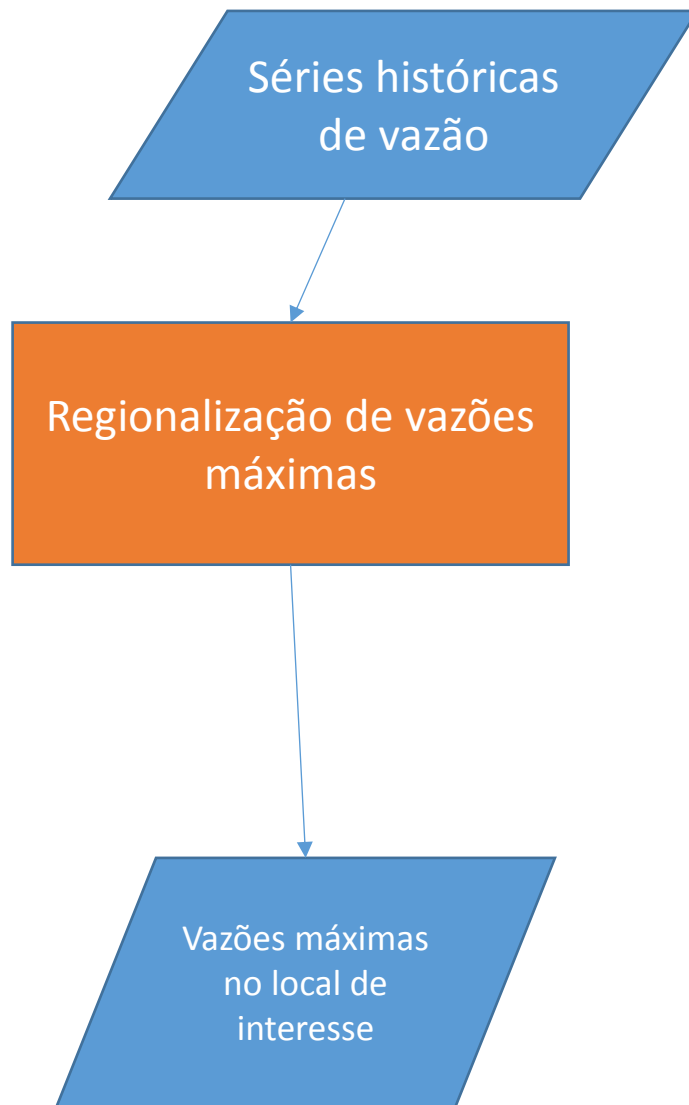 Séries históricas
de vazão
Regionalização de vazões
máximas
Vazões máximas
no local de
interesse